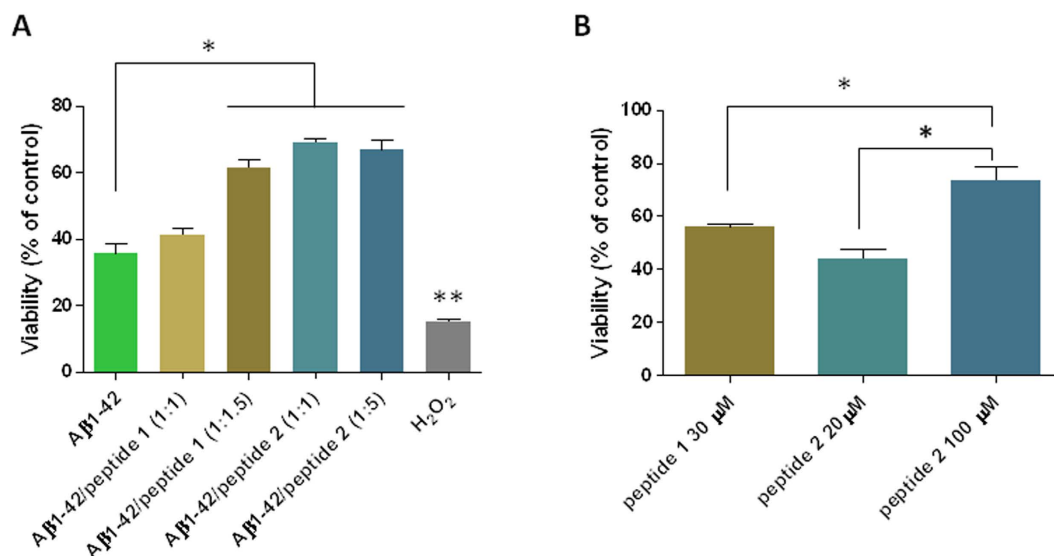 A
*
Viability (% of control)
80
60
40
20
0
**
Aβ1-42
Aβ1-42/peptide 1 (1:1)
Aβ1-42/peptide 1 (1:1.5)
Aβ1-42/peptide 2 (1:1)
Aβ1-42/peptide 2 (1:5)
H₂O₂
B
*
*
Viability (% of control)
100
80
60
40
20
0
peptide 1 30 μM
peptide 2 20 μM
peptide 2 100 μM